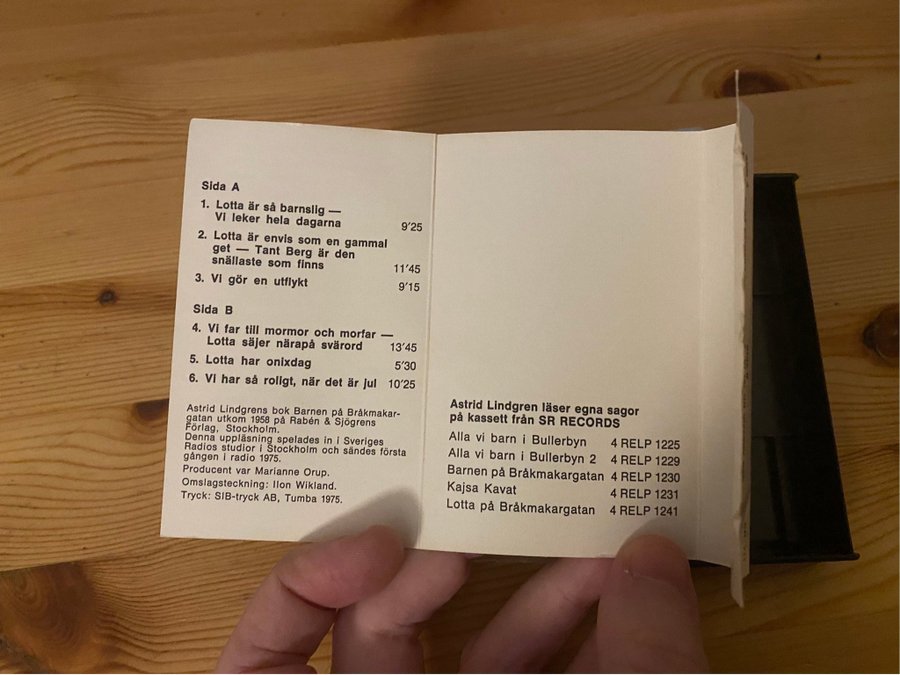 Sida A
1. Lotta är så barnslig —
Vi leker hela dagarna 9'25
2. Lotta är envis som en gammal
get — Tant Berg är den
snällaste som finns 11'45
3. Vi gör en utflykt 9'15
Sida B
4. Vi far till mormor och morfar —
Lotta säjer närapå svärord 13'45
5. Lotta har onixdag 5'30
6. Vi har så roligt, när det är jul 10'25
Astrid Lindgrens bok Barnen på Bråkmakar-
gatan utkom 1958 på Rabén & Sjögrens
Förlag, Stockholm.
Denna uppläsning spelades in i Sveriges
Radios studior i Stockholm och sändes första
gången i radio 1975.
Producent var Marianne Orup.
Omslagsteckning: Ilon Wikland.
Tryck: SIB-tryck AB, Tumba 1975.
Astrid Lindgren läser egna sagor
på kassett från SR RECORDS
Alla vi barn i Bullerbyn 4 RELP 1225
Alla vi barn i Bullerbyn 2 4 RELP 1229
Barnen på Bråkmakargatan 4 RELP 1230
Kajsa Kavat 4 RELP 1231
Lotta på Bråkmakargatan 4 RELP 1241